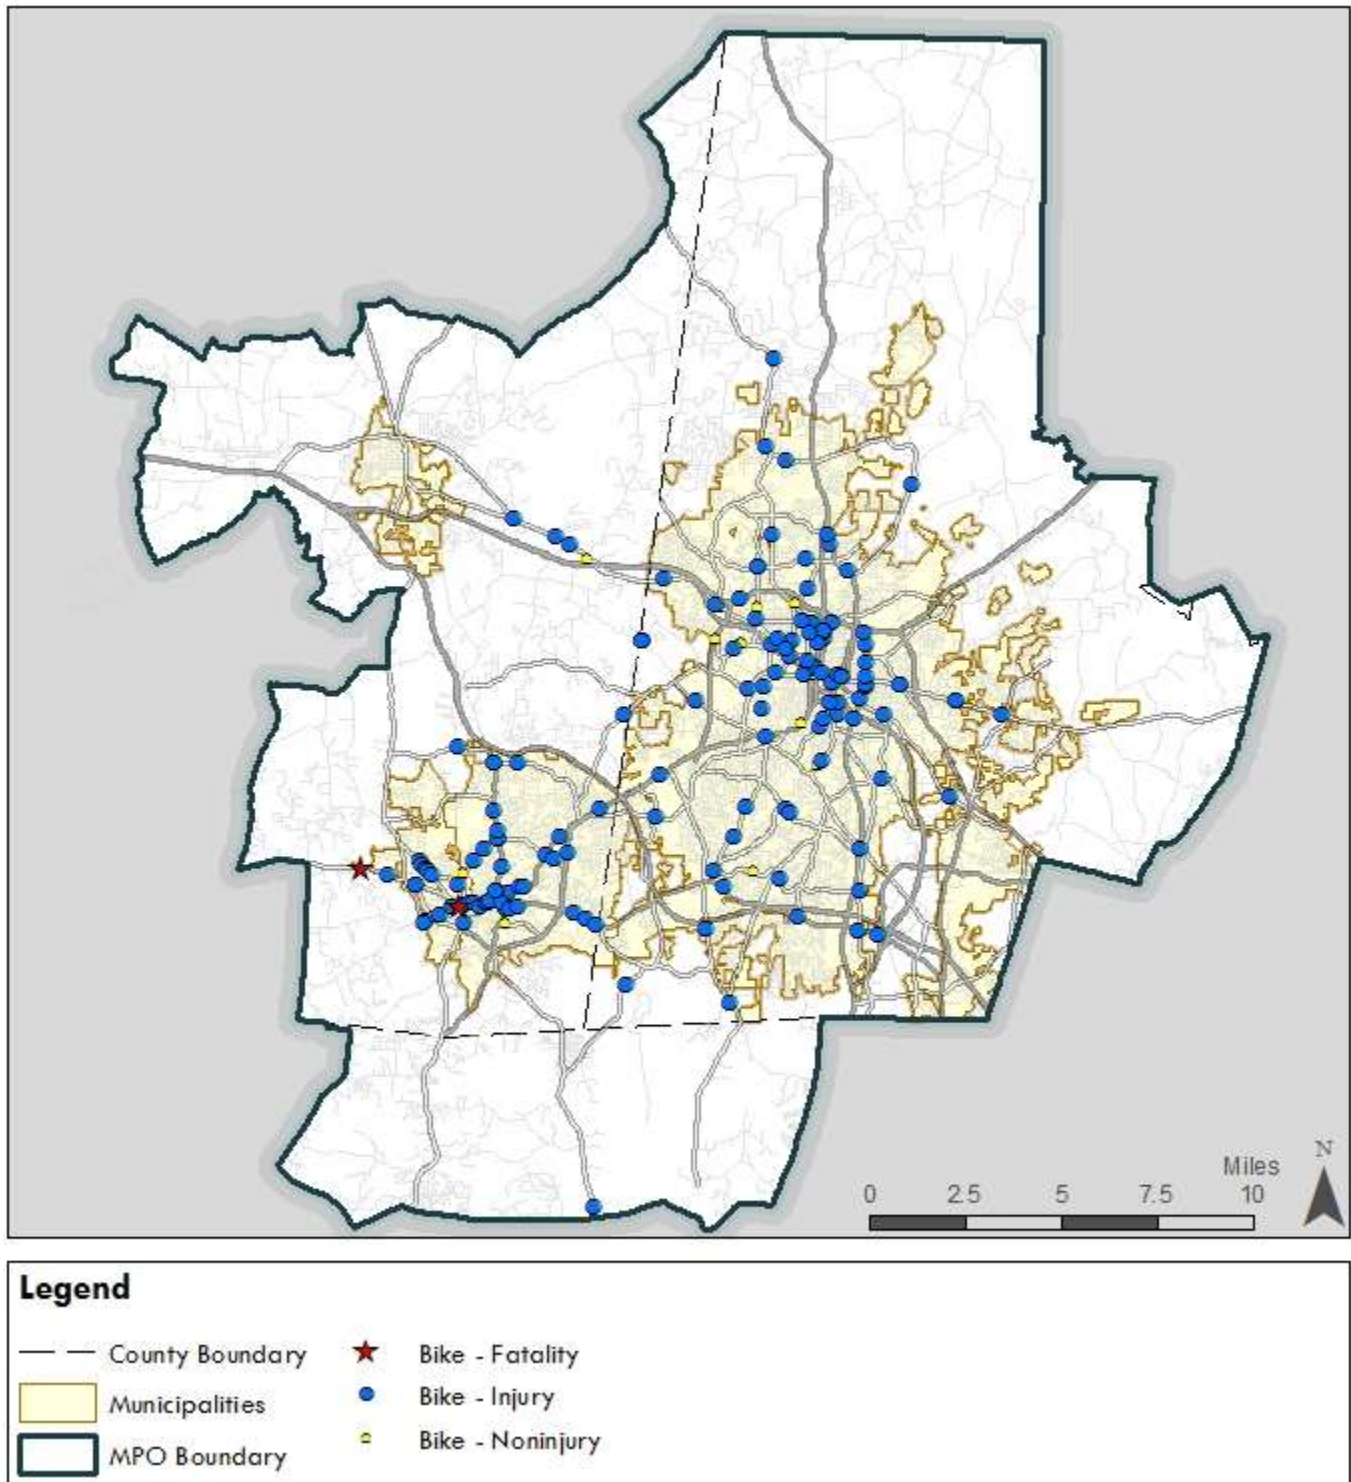 N
Miles
0 2.5 5 7.5 10
Legend
County Boundary
Bike - Fatality
Municipalities
Bike - Injury
MPO Boundary
Bike - Noninjury